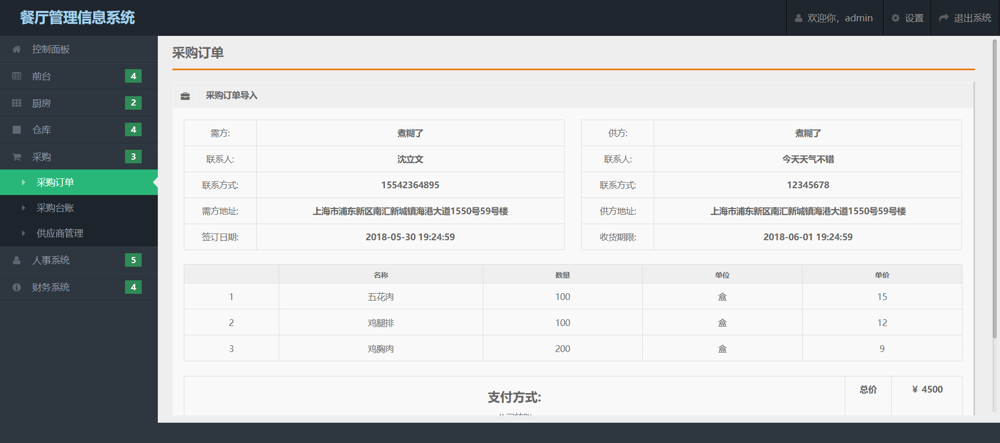 餐厅管理信息系统
欢迎你，admin
设置
退出系统
控制面板
前台 4
厨房 2
仓库 4
采购 3
采购订单
采购台账
供应商管理
人事系统 5
财务系统 4
采购订单
采购订单导入
需方: 煮糊了
联系人: 沈立文
联系方式: 15542364895
需方地址: 上海市浦东新区南汇新城镇海港大道1550号59号楼
签订日期: 2018-05-30 19:24:59
供方: 煮糊了
联系人: 今天天气不错
联系方式: 12345678
供方地址: 上海市浦东新区南汇新城镇海港大道1550号59号楼
收货期限: 2018-06-01 19:24:59
名称 数量 单位 单价
1 五花肉 100 盒 15
2 鸡腿排 100 盒 12
3 鸡胸肉 200 盒 9
支付方式:
总价 ¥ 4500